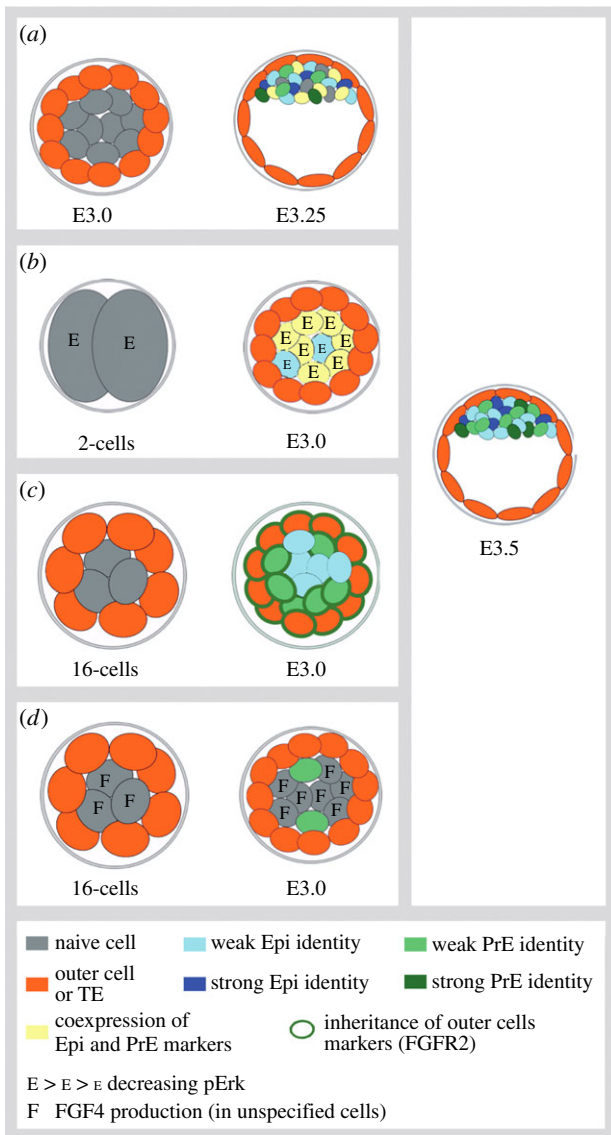 (a)
E3.0 E3.25
(b)
E E E E E E E E E E E
2-cells E3.0
E3.5
(c)
16-cells E3.0
(d)
F F F F F F F F F
16-cells E3.0
naive cell weak Epi identity weak PrE identity
outer cell
or TE
strong Epi identity strong PrE identity
coexpression of
Epi and PrE markers
inheritance of outer cells
markers (FGFR2)
E > E > E decreasing pErk
F FGF4 production (in unspecified cells)